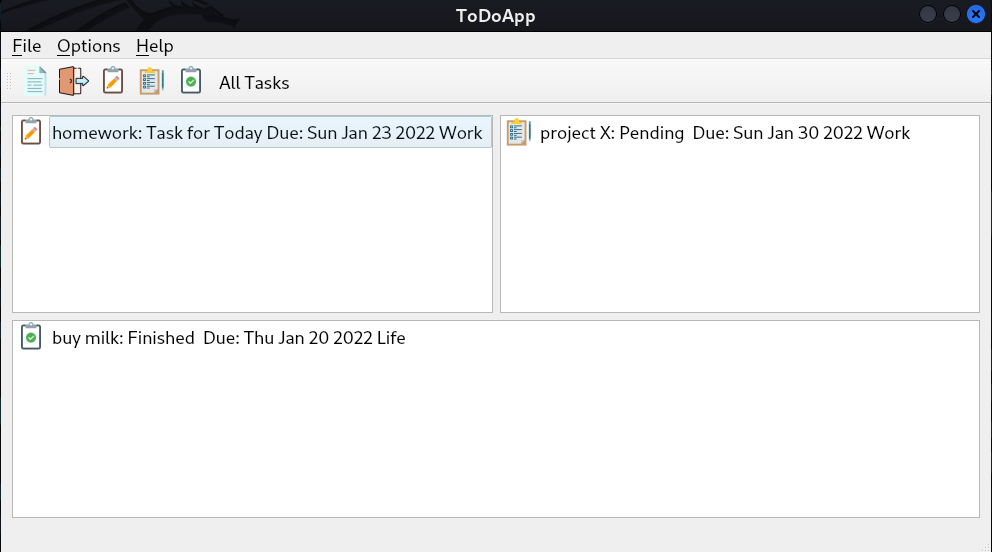 ToDoApp
File Options Help
All Tasks
homework: Task for Today Due: Sun Jan 23 2022 Work
project X: Pending  Due: Sun Jan 30 2022 Work
buy milk: Finished  Due: Thu Jan 20 2022 Life